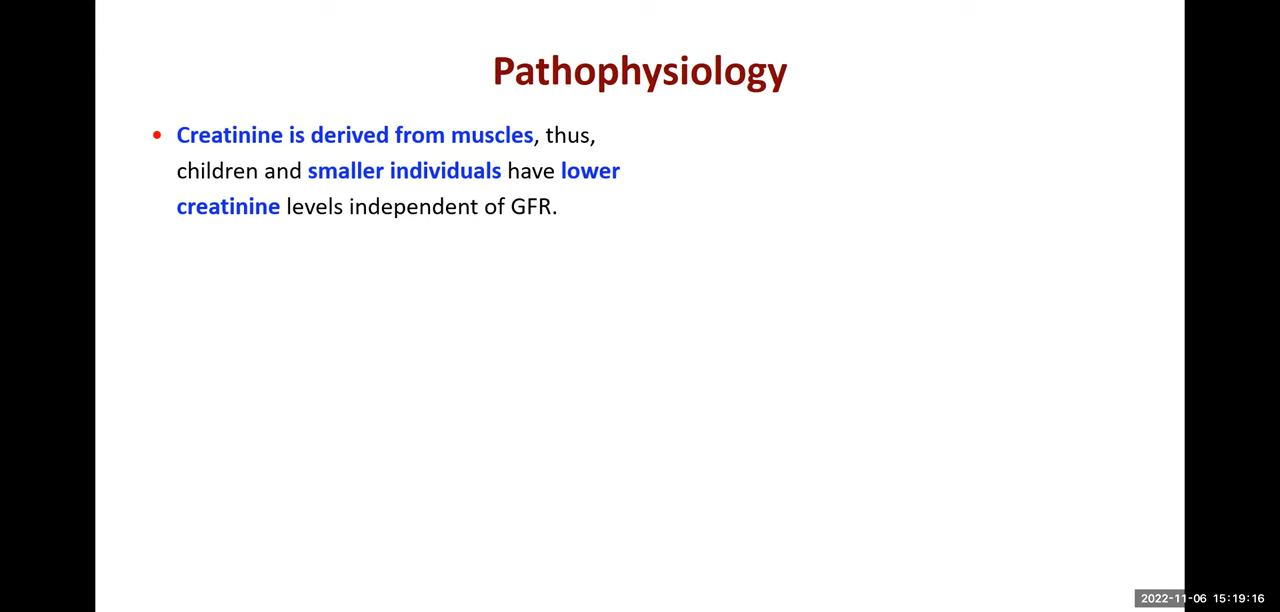 Pathophysiology
• Creatinine is derived from muscles, thus,
children and smaller individuals have lower
creatinine levels independent of GFR.
2022-11-06 15:19:16